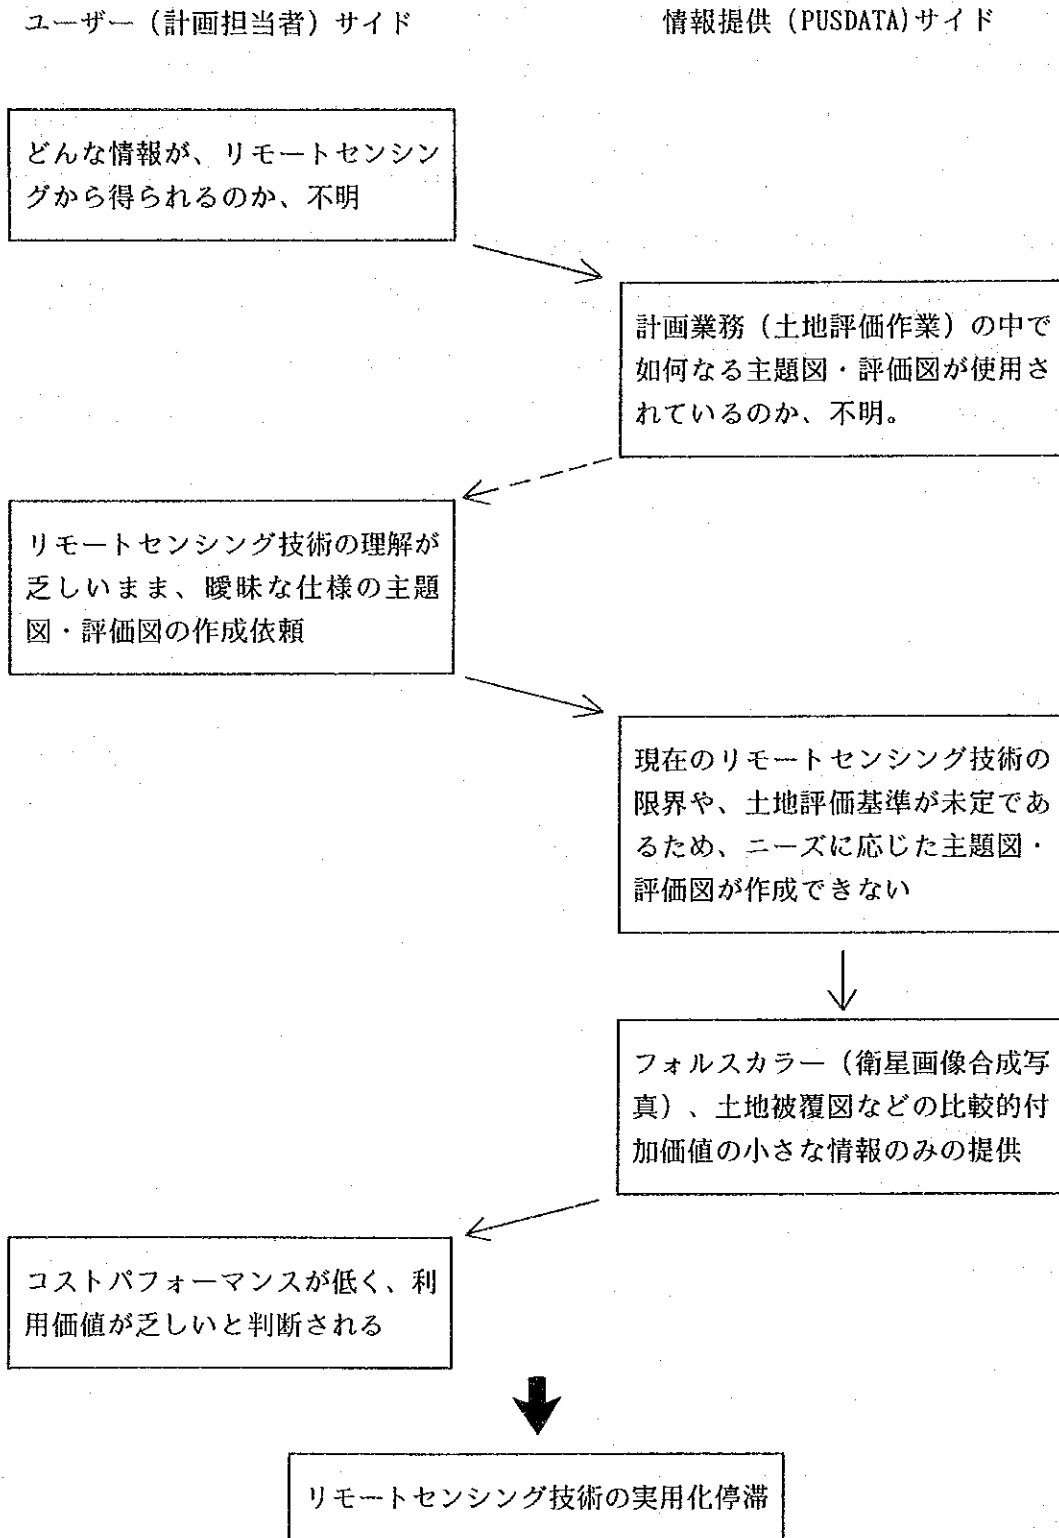 ユーザー（計画担当者）サイド
情報提供（PUSDATA)サイド
どんな情報が、リモートセンシン
グから得られるのか、不明
計画業務（土地評価作業）の中で
如何なる主題図・評価図が使用さ
れているのか、不明。
リモートセンシング技術の理解が
乏しいまま、曖昧な仕様の主題
図・評価図の作成依頼
現在のリモートセンシング技術の
限界や、土地評価基準が未定であ
るため、ニーズに応じた主題図・
評価図が作成できない
フォルスカラー（衛星画像合成写
真）、土地被覆図などの比較的付
加価値の小さな情報のみの提供
コストパフォーマンスが低く、利
用価値が乏しいと判断される
リモートセンシング技術の実用化停滞